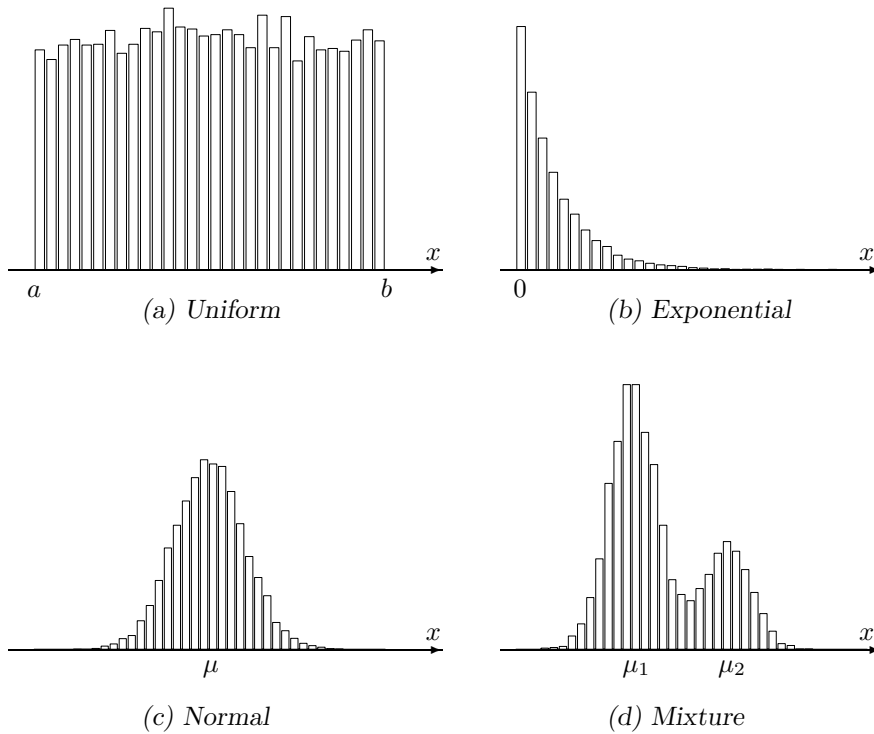 x
a b
(a) Uniform
x
0
(b) Exponential
x
μ
(c) Normal
x
μ₁ μ₂
(d) Mixture